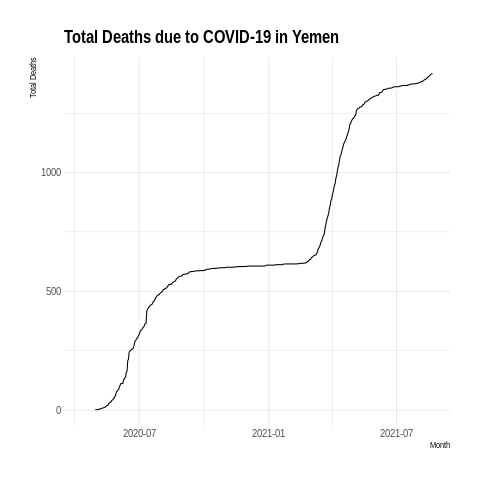 Total Deaths due to COVID-19 in Yemen
Total Deaths
1000
500
0
2020-07
2021-01
2021-07
Month